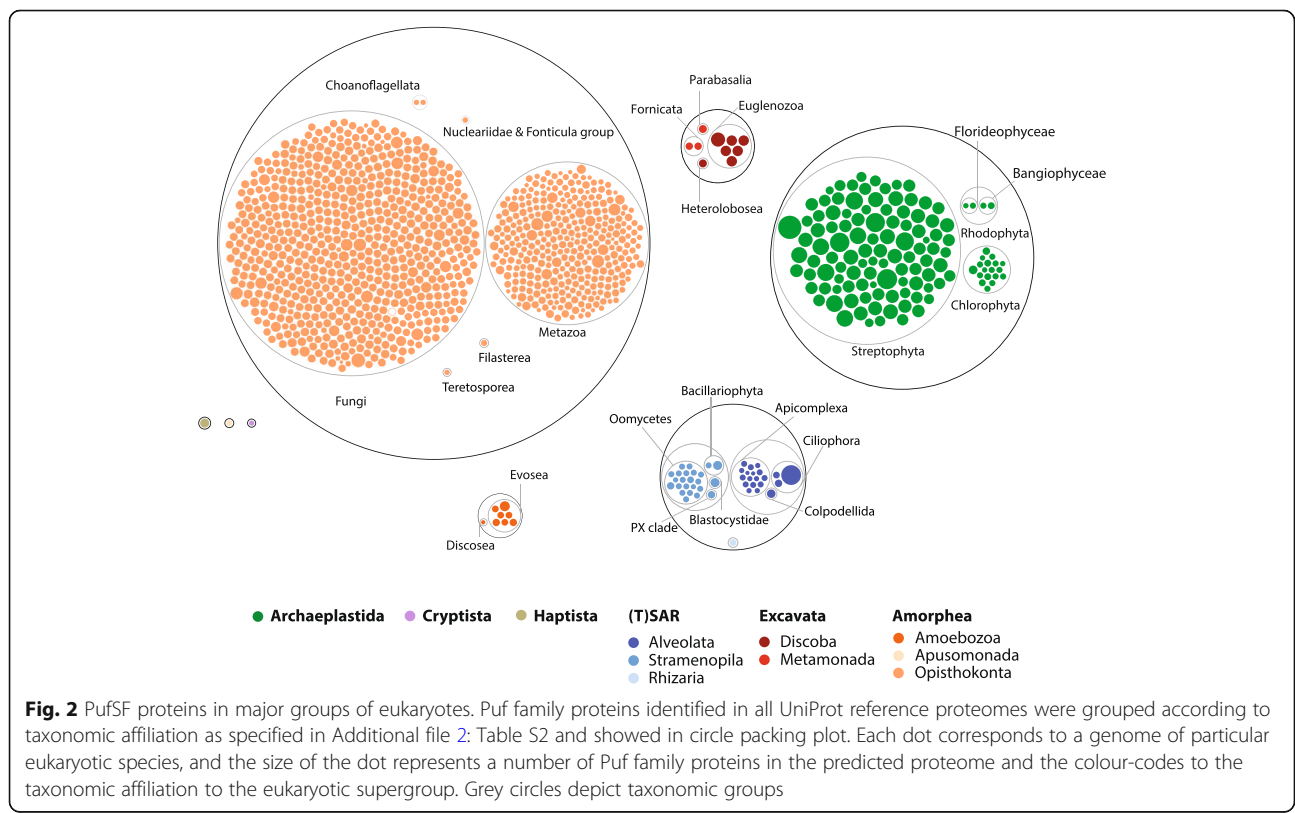 Choanoflagellata
Nucleariidae & Fonticula group
Metazoa
Filasterea
Teretosporea
Fungi
Parabasalia
Fornicata
Euglenozoa
Heterolobosea
Florideophyceae
Bangiophyceae
Rhodophyta
Chlorophyta
Streptophyta
Bacillariophyta
Oomycetes
Apicomplexa
Ciliophora
Colpodellida
Blastocystidae
PX clade
Evosea
Discosea
Archaeplastida Cryptista Haptista (T)SAR Excavata Amorphea
Alveolata Discoba Amoebozoa
Stramenopila Metamonada Apusomonada
Rhizaria Opisthokonta
Fig. 2 PufSF proteins in major groups of eukaryotes. Puf family proteins identified in all UniProt reference proteomes were grouped according to
taxonomic affiliation as specified in Additional file 2: Table S2 and showed in circle packing plot. Each dot corresponds to a genome of particular
eukaryotic species, and the size of the dot represents a number of Puf family proteins in the predicted proteome and the colour-codes to the
taxonomic affiliation to the eukaryotic supergroup. Grey circles depict taxonomic groups